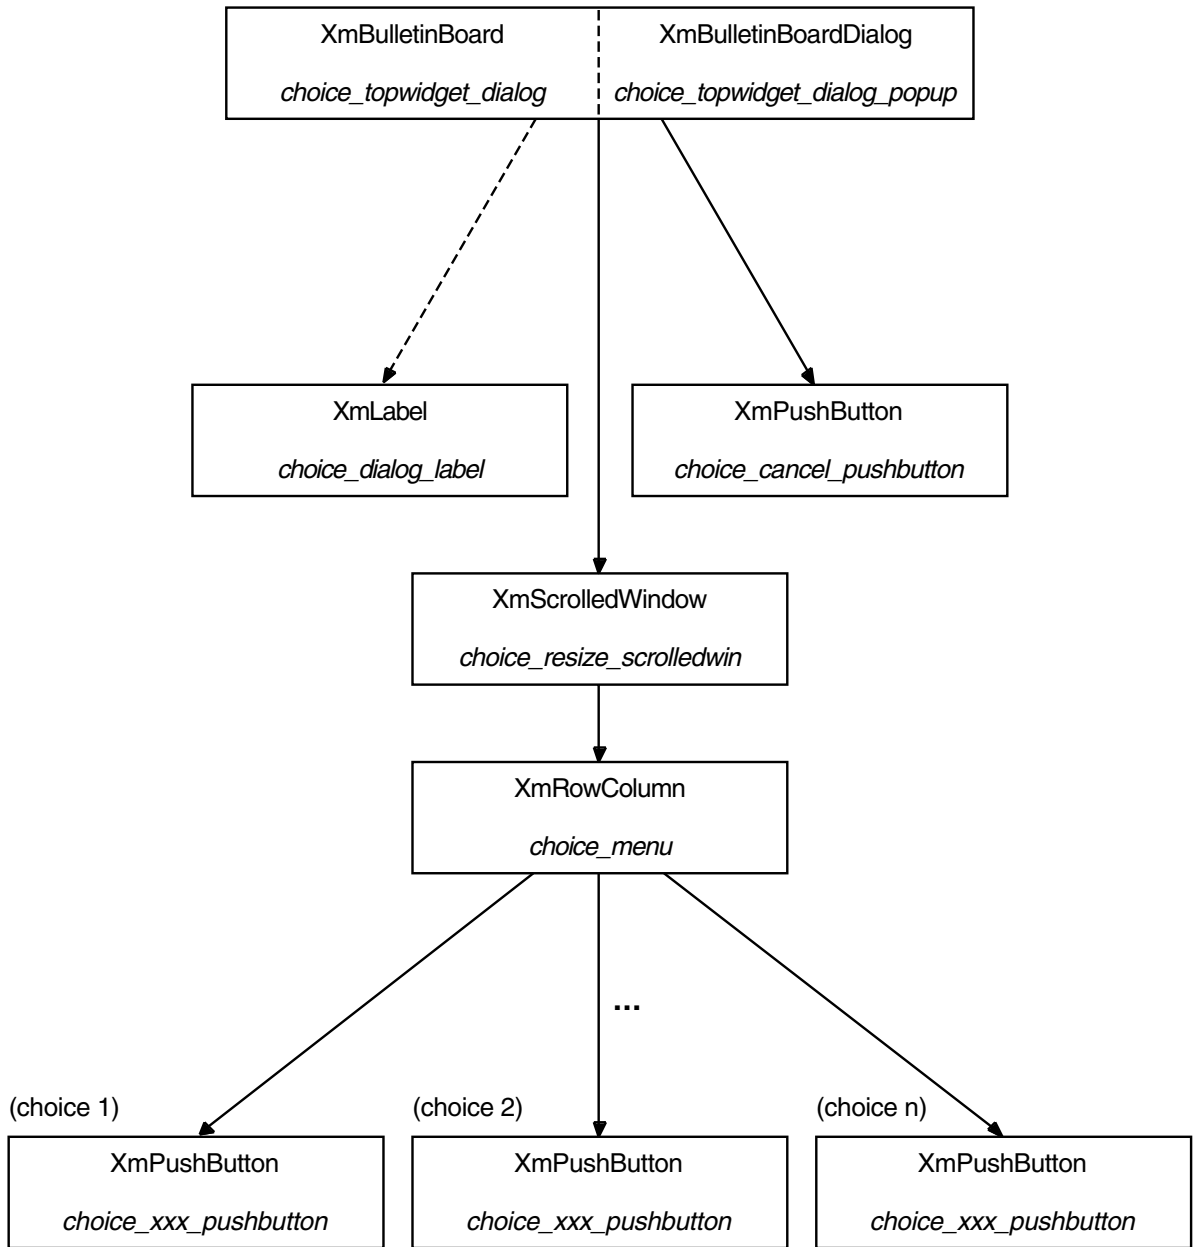 XmBulletinBoard
XmBulletinBoardDialog
choice_topwidget_dialog
choice_topwidget_dialog_popup
XmLabel
choice_dialog_label
XmPushButton
choice_cancel_pushbutton
XmScrolledWindow
choice_resize_scrolledwin
XmRowColumn
choice_menu
...
(choice 1)
XmPushButton
choice_xxx_pushbutton
(choice 2)
XmPushButton
choice_xxx_pushbutton
(choice n)
XmPushButton
choice_xxx_pushbutton